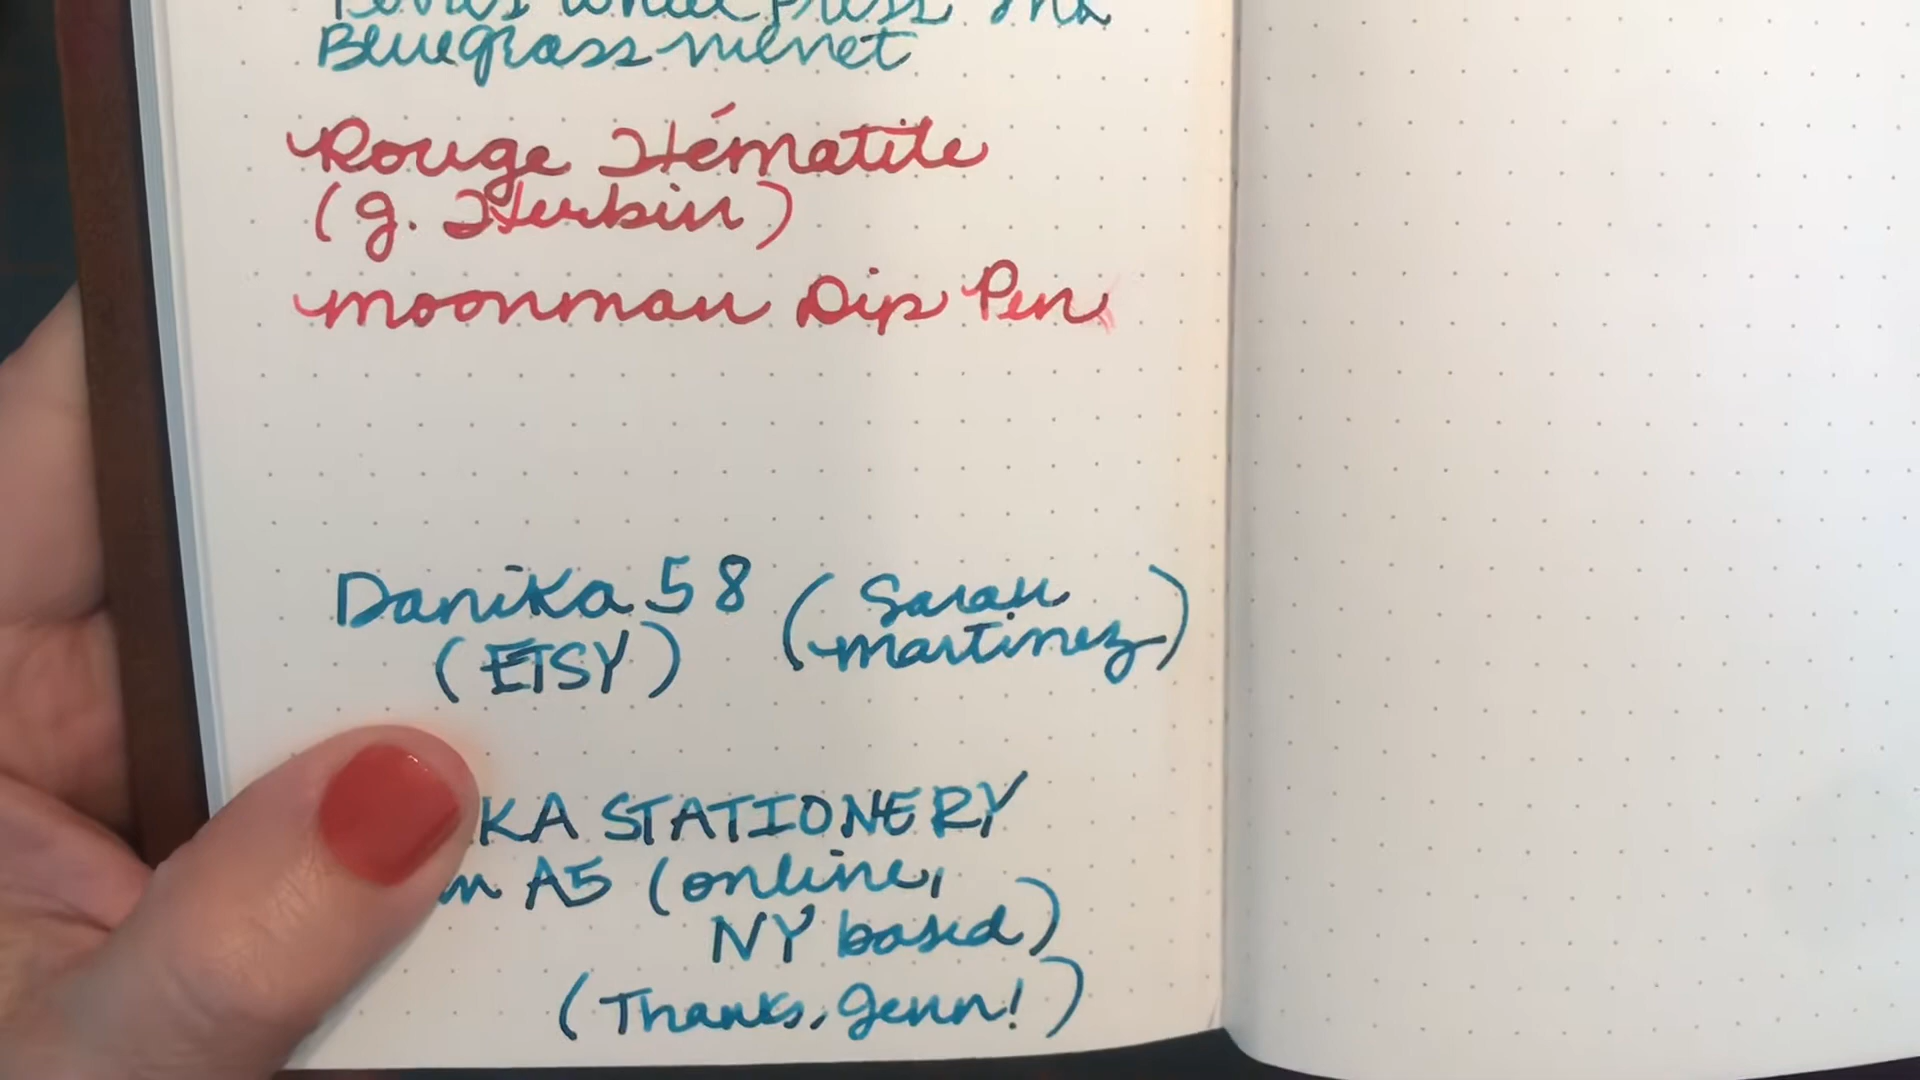 Bluegrass velvet
Rouge Hématite
(J. Herbin)
moonman Dip Pen
Danika 58 (Sarah
(ETSY) martinez)
KA STATIONERY
A5 (online,
NY based)
(Thanks, Jenn!)